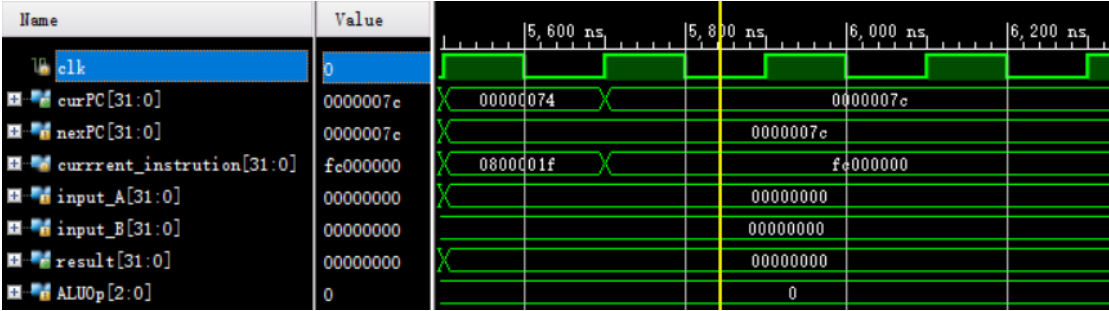 Name Value
5,600 ns 5,800 ns 6,000 ns 6,200 ns
clk 0
curPC[31:0] 0000007c 00000074 0000007c
nexPC[31:0] 0000007c 0000007c
currrent_instrution[31:0] fc000000 0800001f fc000000
input_A[31:0] 00000000 00000000
input_B[31:0] 00000000 00000000
result[31:0] 00000000 00000000
ALUOp[2:0] 0 0